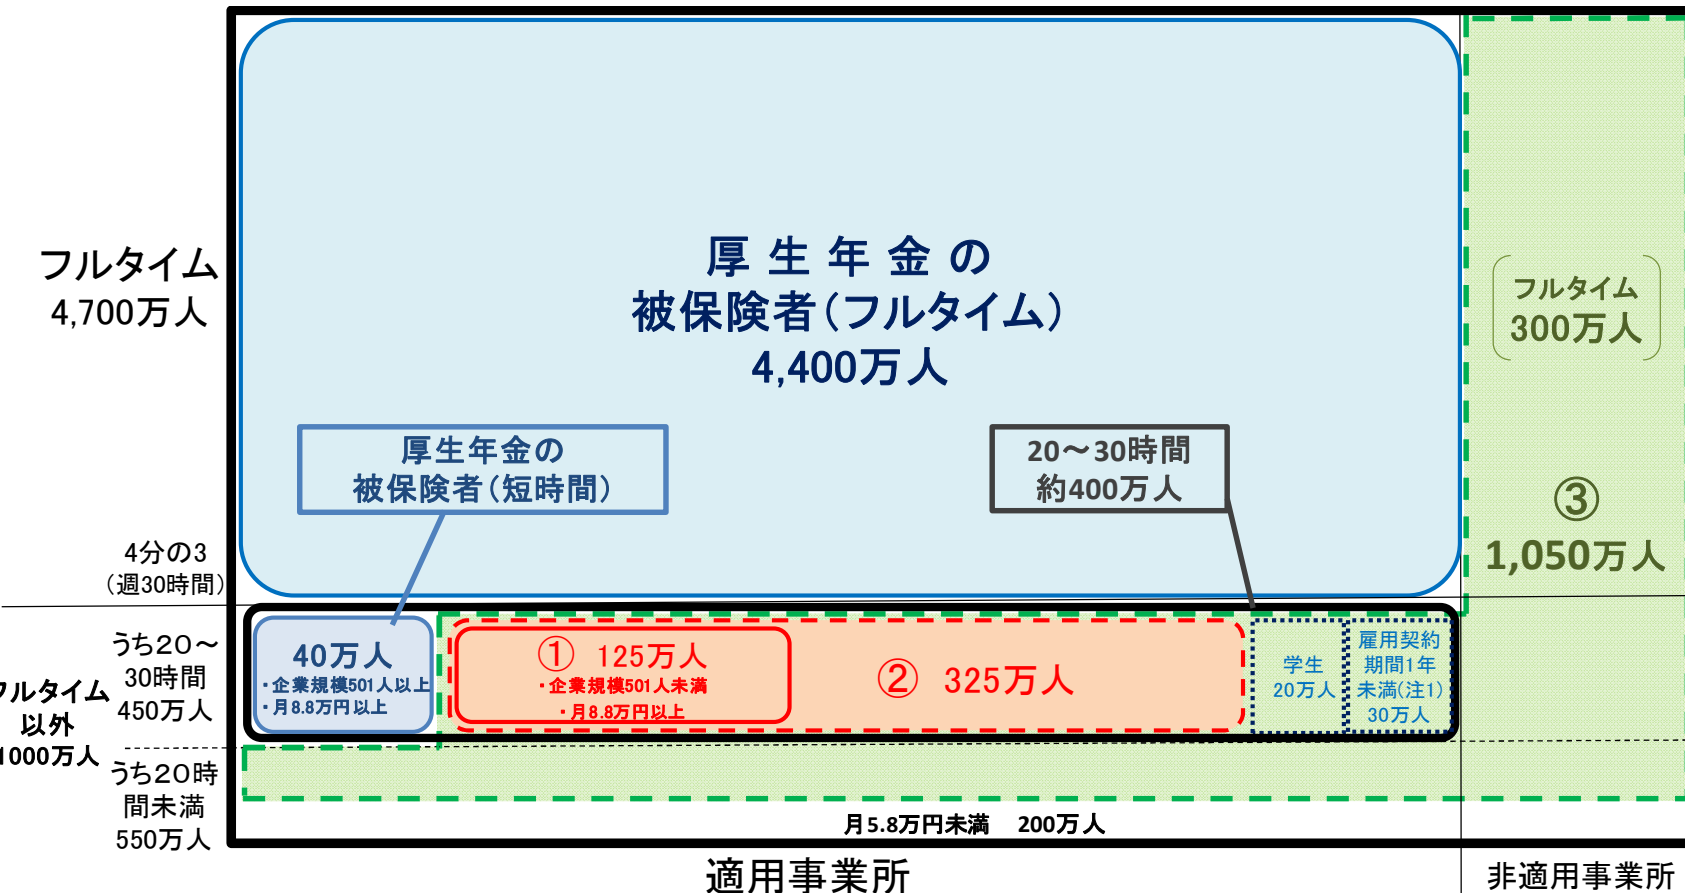 フルタイム
4,700万人
厚生年金の
被保険者(フルタイム)
4,400万人
フルタイム
300万人
③
1,050万人
厚生年金の
被保険者(短時間)
20～30時間
約400万人
4分の3
(週30時間)
フルタイム
以外
1000万人
うち20～
30時間
450万人
40万人
・企業規模501人以上
・月8.8万円以上
① 125万人
・企業規模501人未満
・月8.8万円以上
② 325万人
学生
20万人
雇用契約
期間1年
未満(注1)
30万人
うち20時
間未満
550万人
月5.8万円未満 200万人
適用事業所
非適用事業所